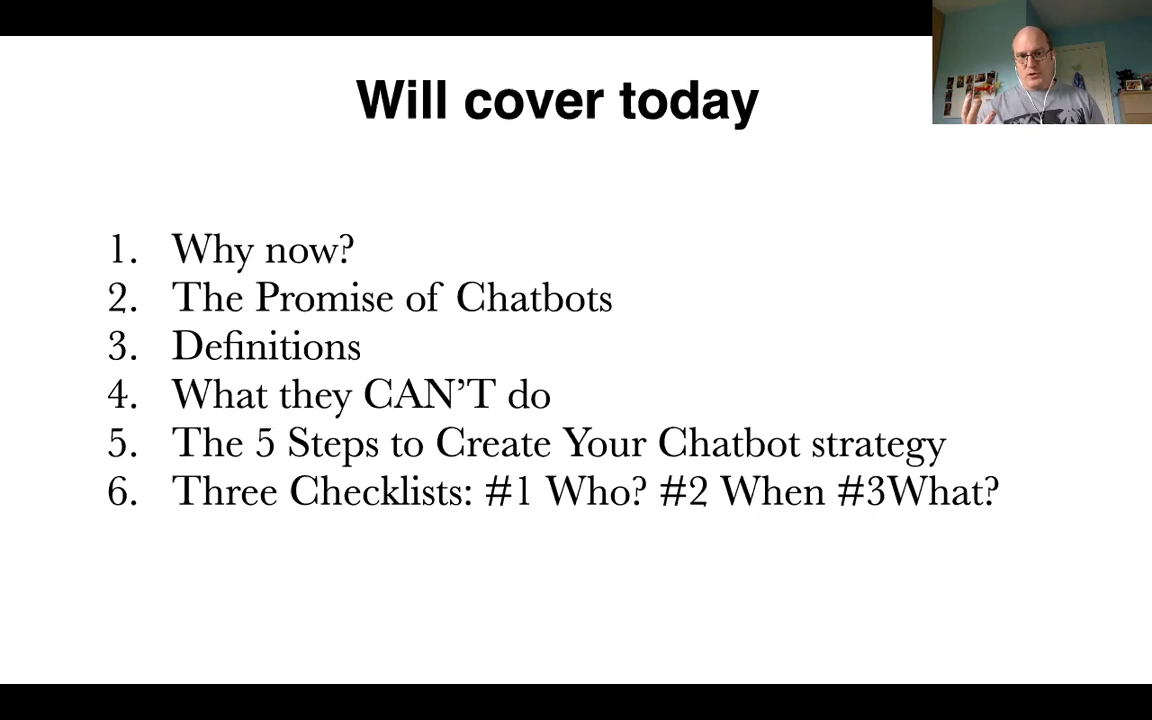 Will cover today
1. Why now?
2. The Promise of Chatbots
3. Definitions
4. What they CAN’T do
5. The 5 Steps to Create Your Chatbot strategy
6. Three Checklists: #1 Who? #2 When #3What?